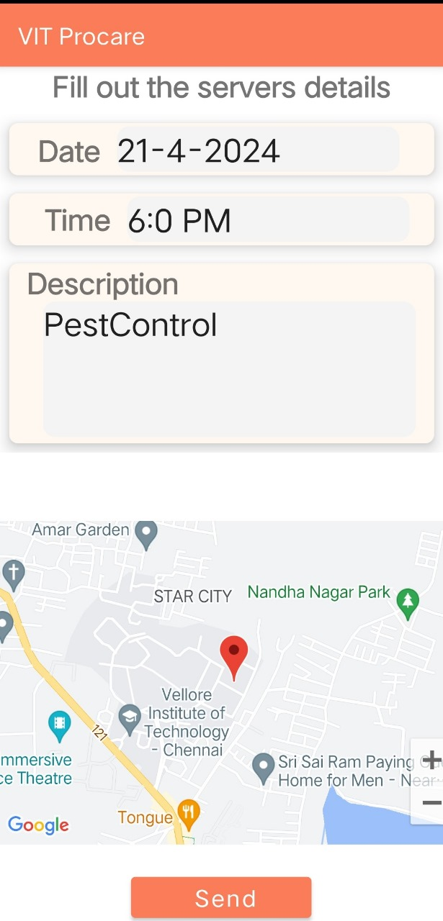 VIT Procare
Fill out the servers details
Date 21-4-2024
Time 6:0 PM
Description
PestControl
Amar Garden
STAR CITY
Nandha Nagar Park
Vellore
Institute of
Technology
- Chennai
121
mmersive
ce Theatre
Sri Sai Ram Paying
Home for Men - Near
Tongue
Google
+
−
Send